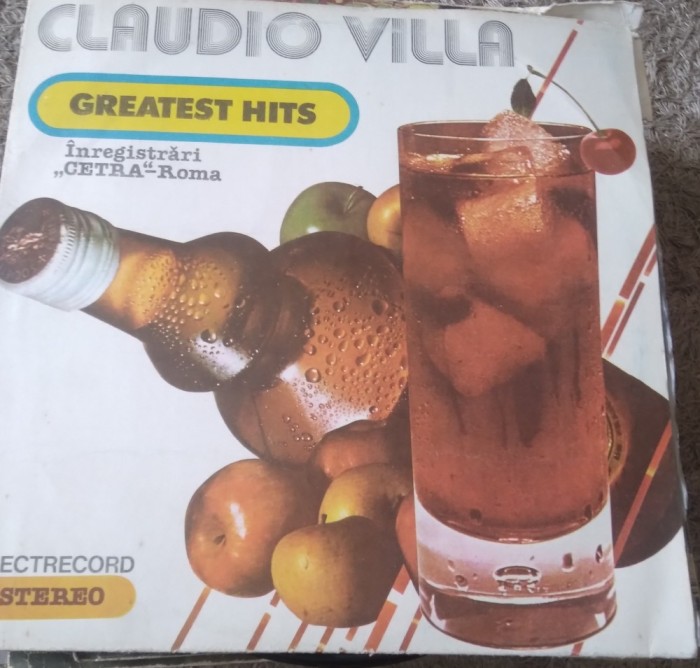 CLAUDIO ViLLA
GREATEST HITS
Înregistrări
„CETRA“-Roma
ECTRECORD
STEREO